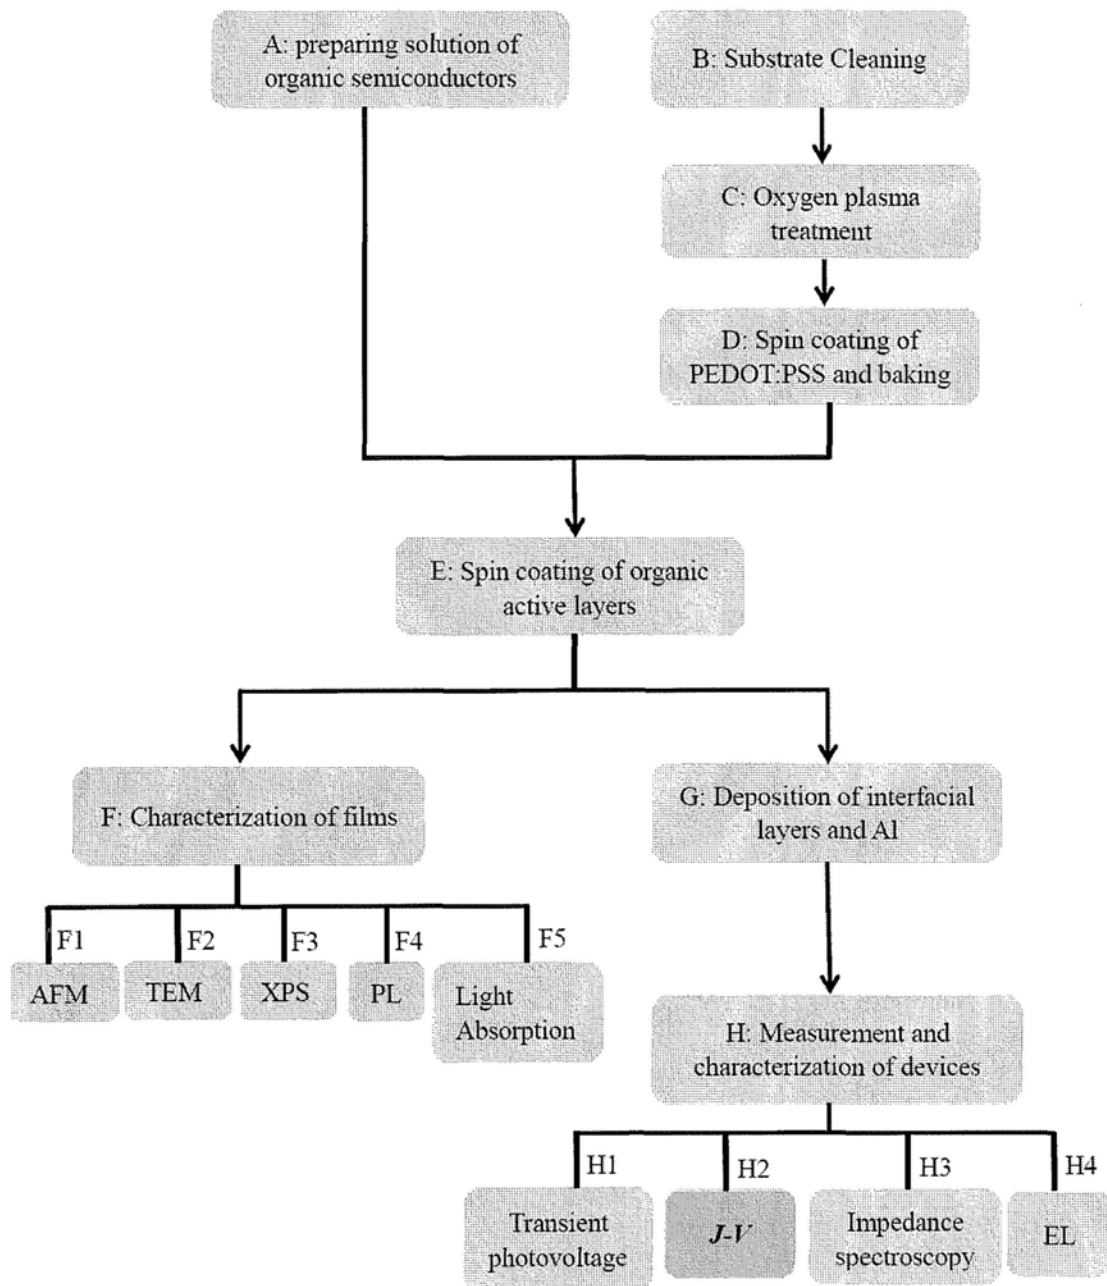 A: preparing solution of
organic semiconductors
B: Substrate Cleaning
C: Oxygen plasma
treatment
D: Spin coating of
PEDOT:PSS and baking
E: Spin coating of organic
active layers
F: Characterization of films
G: Deposition of interfacial
layers and Al
F1
F2
F3
F4
F5
AFM
TEM
XPS
PL
Light
Absorption
H: Measurement and
characterization of devices
H1
H2
H3
H4
Transient
photovoltage
J-V
Impedance
spectroscopy
EL